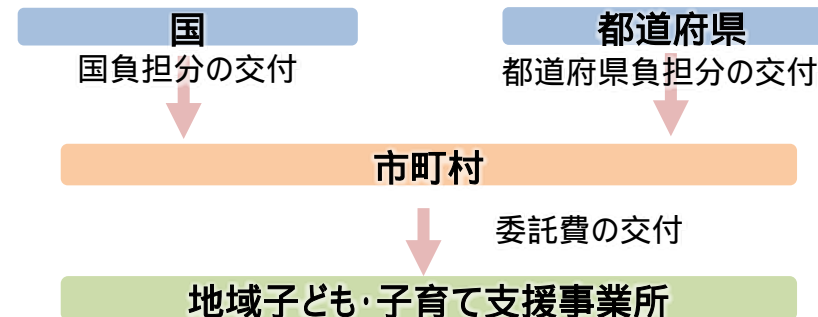 国
都道府県
国負担分の交付
都道府県負担分の交付
市町村
委託費の交付
地域子ども・子育て支援事業所